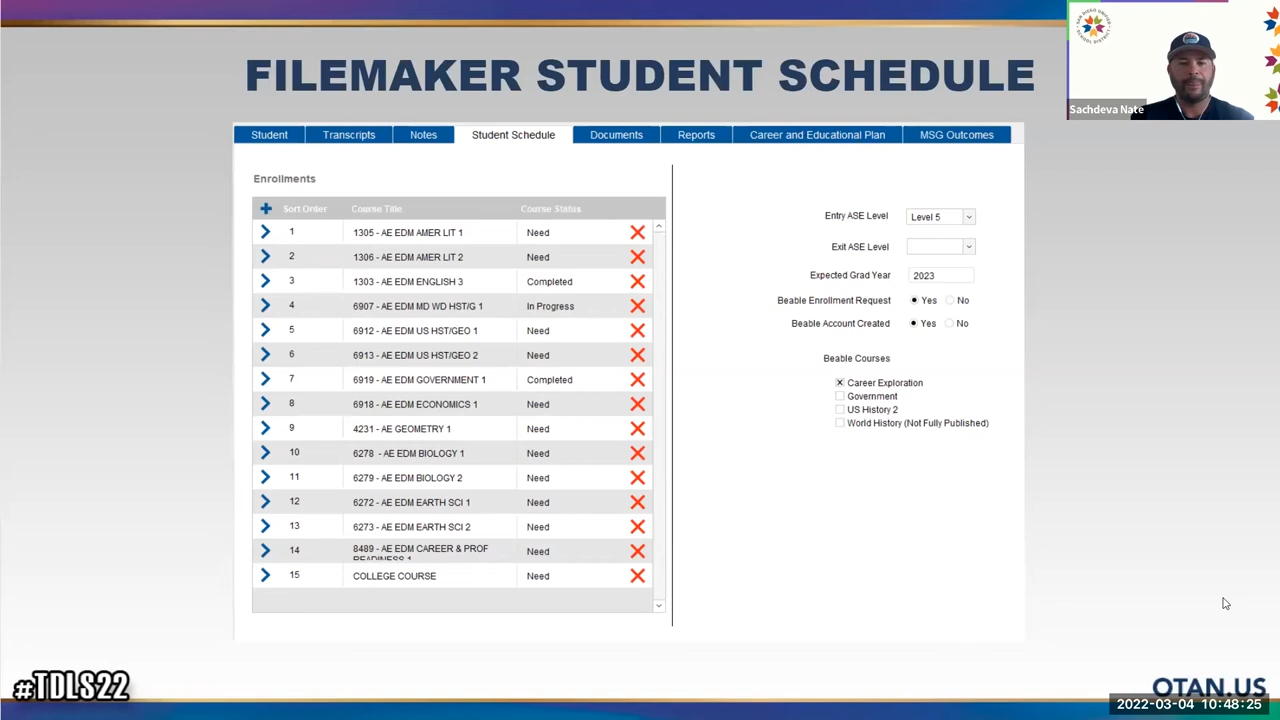 FILEMAKER STUDENT SCHEDULE
Sachdeva Nate
Student Transcripts Notes Student Schedule Documents Reports Career and Educational Plan MSG Outcomes
Enrollments
Sort Order Course Title Course Status
1 1305 - AE EDM AMER LIT 1 Need
2 1306 - AE EDM AMER LIT 2 Need
3 1303 - AE EDM ENGLISH 3 Completed
4 6907 - AE EDM MD WD HST/G 1 In Progress
5 6912 - AE EDM US HST/GEO 1 Need
6 6913 - AE EDM US HST/GEO 2 Need
7 6919 - AE EDM GOVERNMENT 1 Completed
8 6918 - AE EDM ECONOMICS 1 Need
9 4231 - AE GEOMETRY 1 Need
10 6278 - AE EDM BIOLOGY 1 Need
11 6279 - AE EDM BIOLOGY 2 Need
12 6272 - AE EDM EARTH SCI 1 Need
13 6273 - AE EDM EARTH SCI 2 Need
14 8489 - AE EDM CAREER & PROF Need
READINESS 1
15 COLLEGE COURSE Need
Entry ASE Level Level 5
Exit ASE Level
Expected Grad Year 2023
Beable Enrollment Request Yes No
Beable Account Created Yes No
Beable Courses
Career Exploration
Government
US History 2
World History (Not Fully Published)
#TDLS22
OTAN.US
2022-03-04 10:48:25